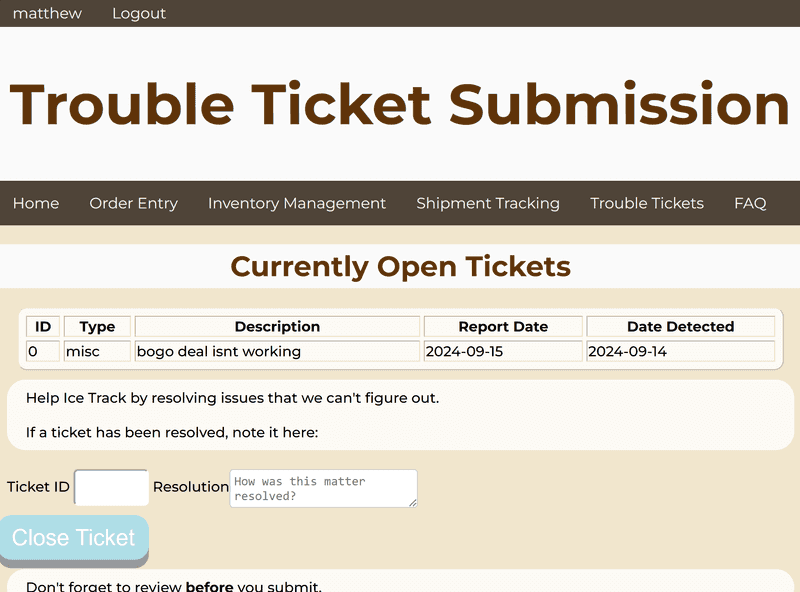 matthew Logout
Trouble Ticket Submission
Home Order Entry Inventory Management Shipment Tracking Trouble Tickets FAQ
Currently Open Tickets
ID Type Description Report Date Date Detected
0 misc bogo deal isnt working 2024-09-15 2024-09-14
Help Ice Track by resolving issues that we can't figure out.
If a ticket has been resolved, note it here:
Ticket ID Resolution How was this matter
resolved?
Close Ticket
Don't forget to review before you submit.